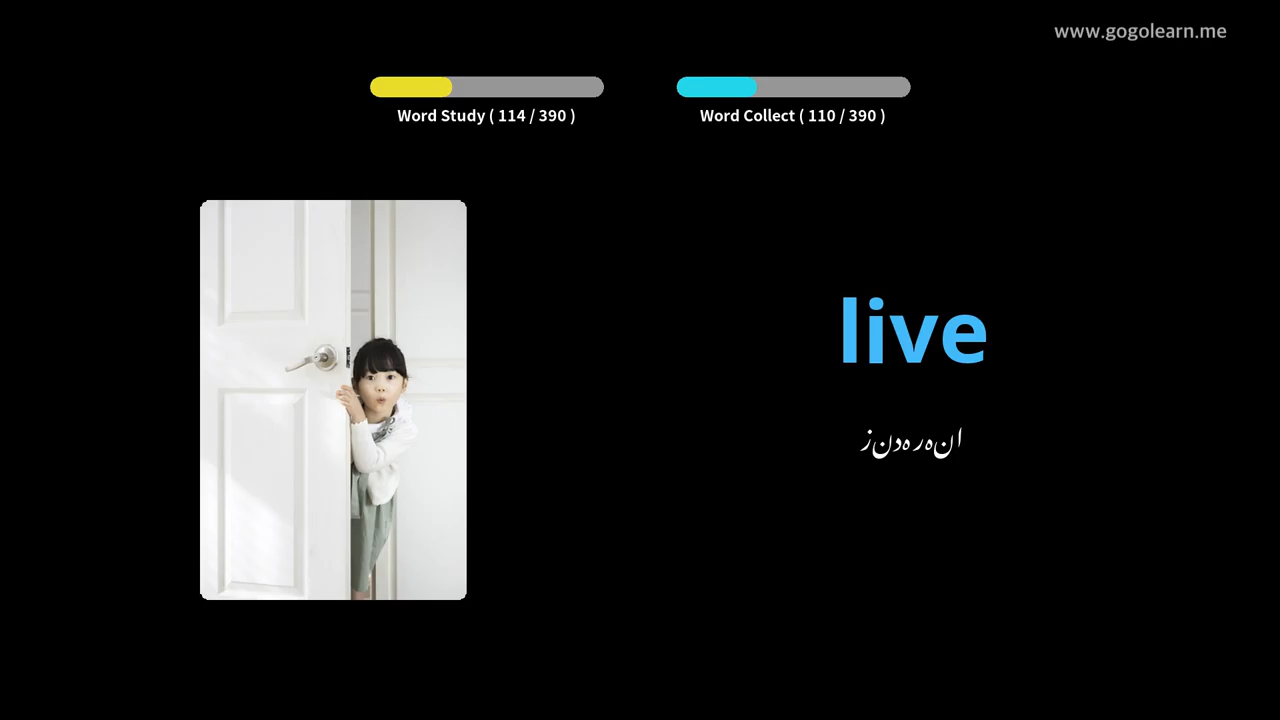 www.gogolearn.me
Word Study ( 114 / 390 )
Word Collect ( 110 / 390 )
live
زندہ رہنا